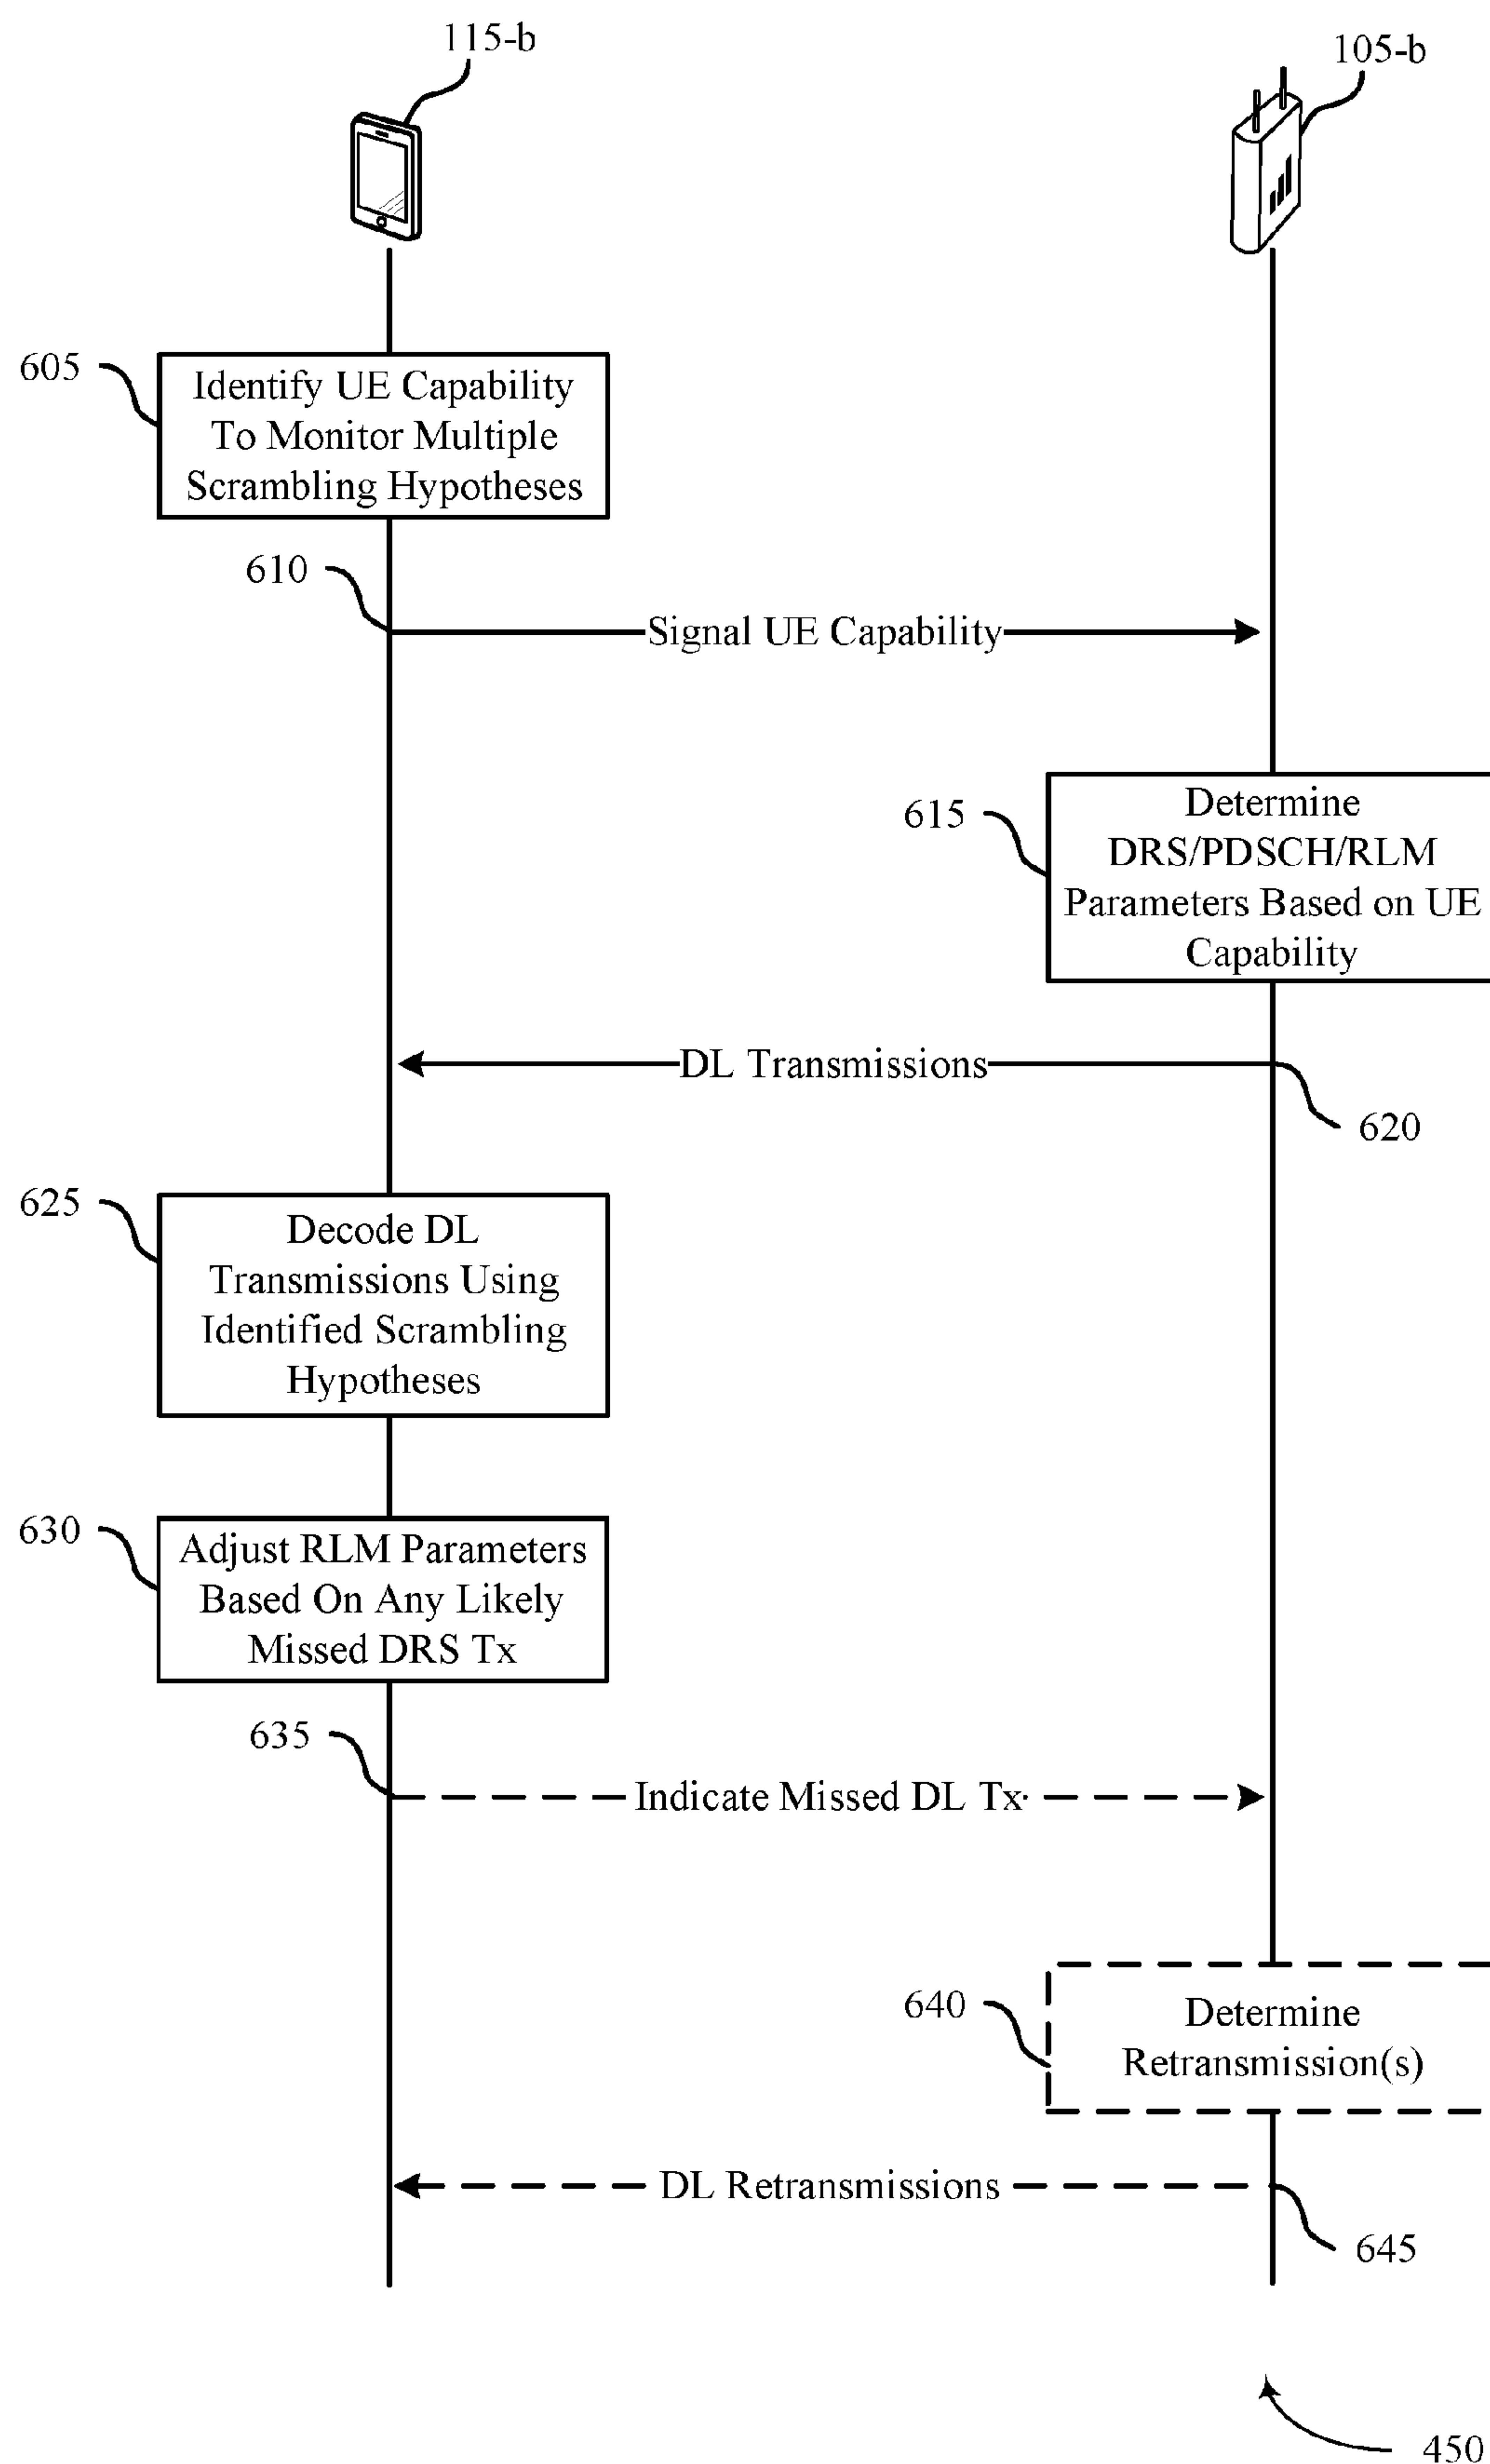 115-b
105-b
605
Identify UE Capability
To Monitor Multiple
Scrambling Hypotheses
610
Signal UE Capability
615
Determine
DRS/PDSCH/RLM
Parameters Based on UE
Capability
DL Transmissions
620
625
Decode DL
Transmissions Using
Identified Scrambling
Hypotheses
630
Adjust RLM Parameters
Based On Any Likely
Missed DRS Tx
635
Indicate Missed DL Tx
640
Determine
Retransmission(s)
DL Retransmissions
645
450